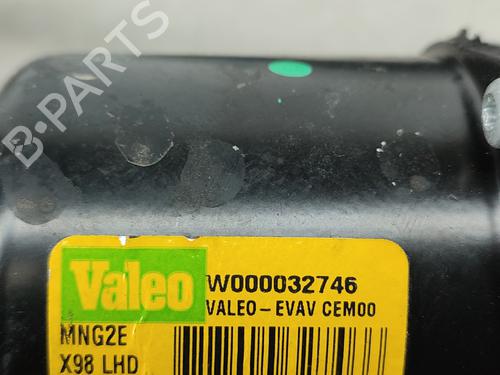 B-PARTS
Valeo
W000032746
VALEO-EVAV CEM00
MNG2E
X98 LHD